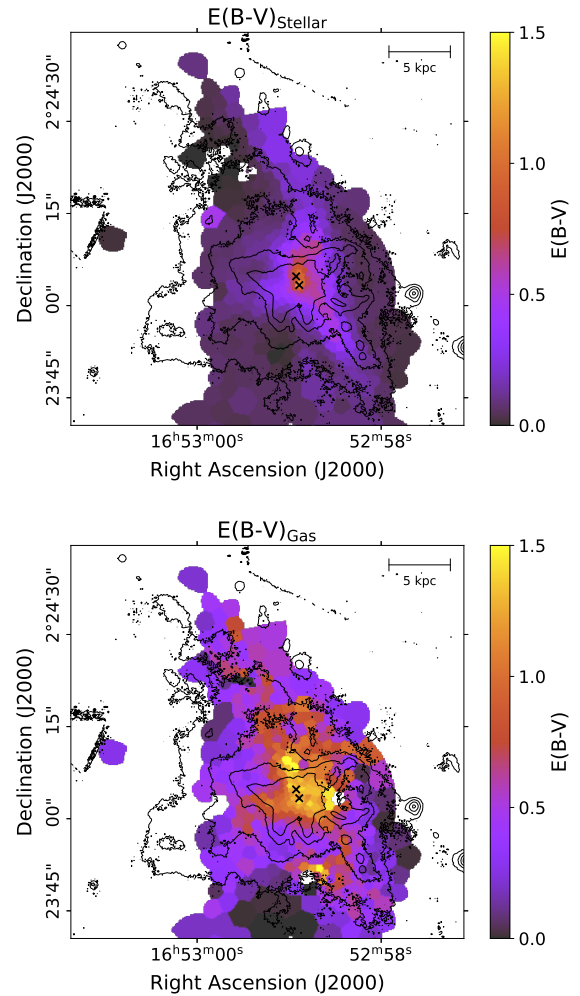 E(B-V)Stellar
5 kpc
2°24'30"
15"
00"
23'45"
Declination (J2000)
16ʰ53ᵐ00ˢ
52ᵐ58ˢ
Right Ascension (J2000)
1.5
1.0
0.5
0.0
E(B-V)
E(B-V)Gas
5 kpc
2°24'30"
15"
00"
23'45"
Declination (J2000)
16ʰ53ᵐ00ˢ
52ᵐ58ˢ
Right Ascension (J2000)
1.5
1.0
0.5
0.0
E(B-V)